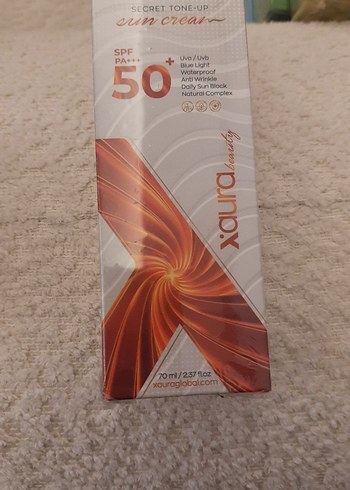 SECRET TONE-UP
sun cream
SPF
PA+++
50+
Uva / Uvb
Blue Light
Waterproof
Anti Wrinkle
Daily Sun Block
Natural Complex
xaura beauty
70 ml / 2.37 fl.oz
xauraglobal.com